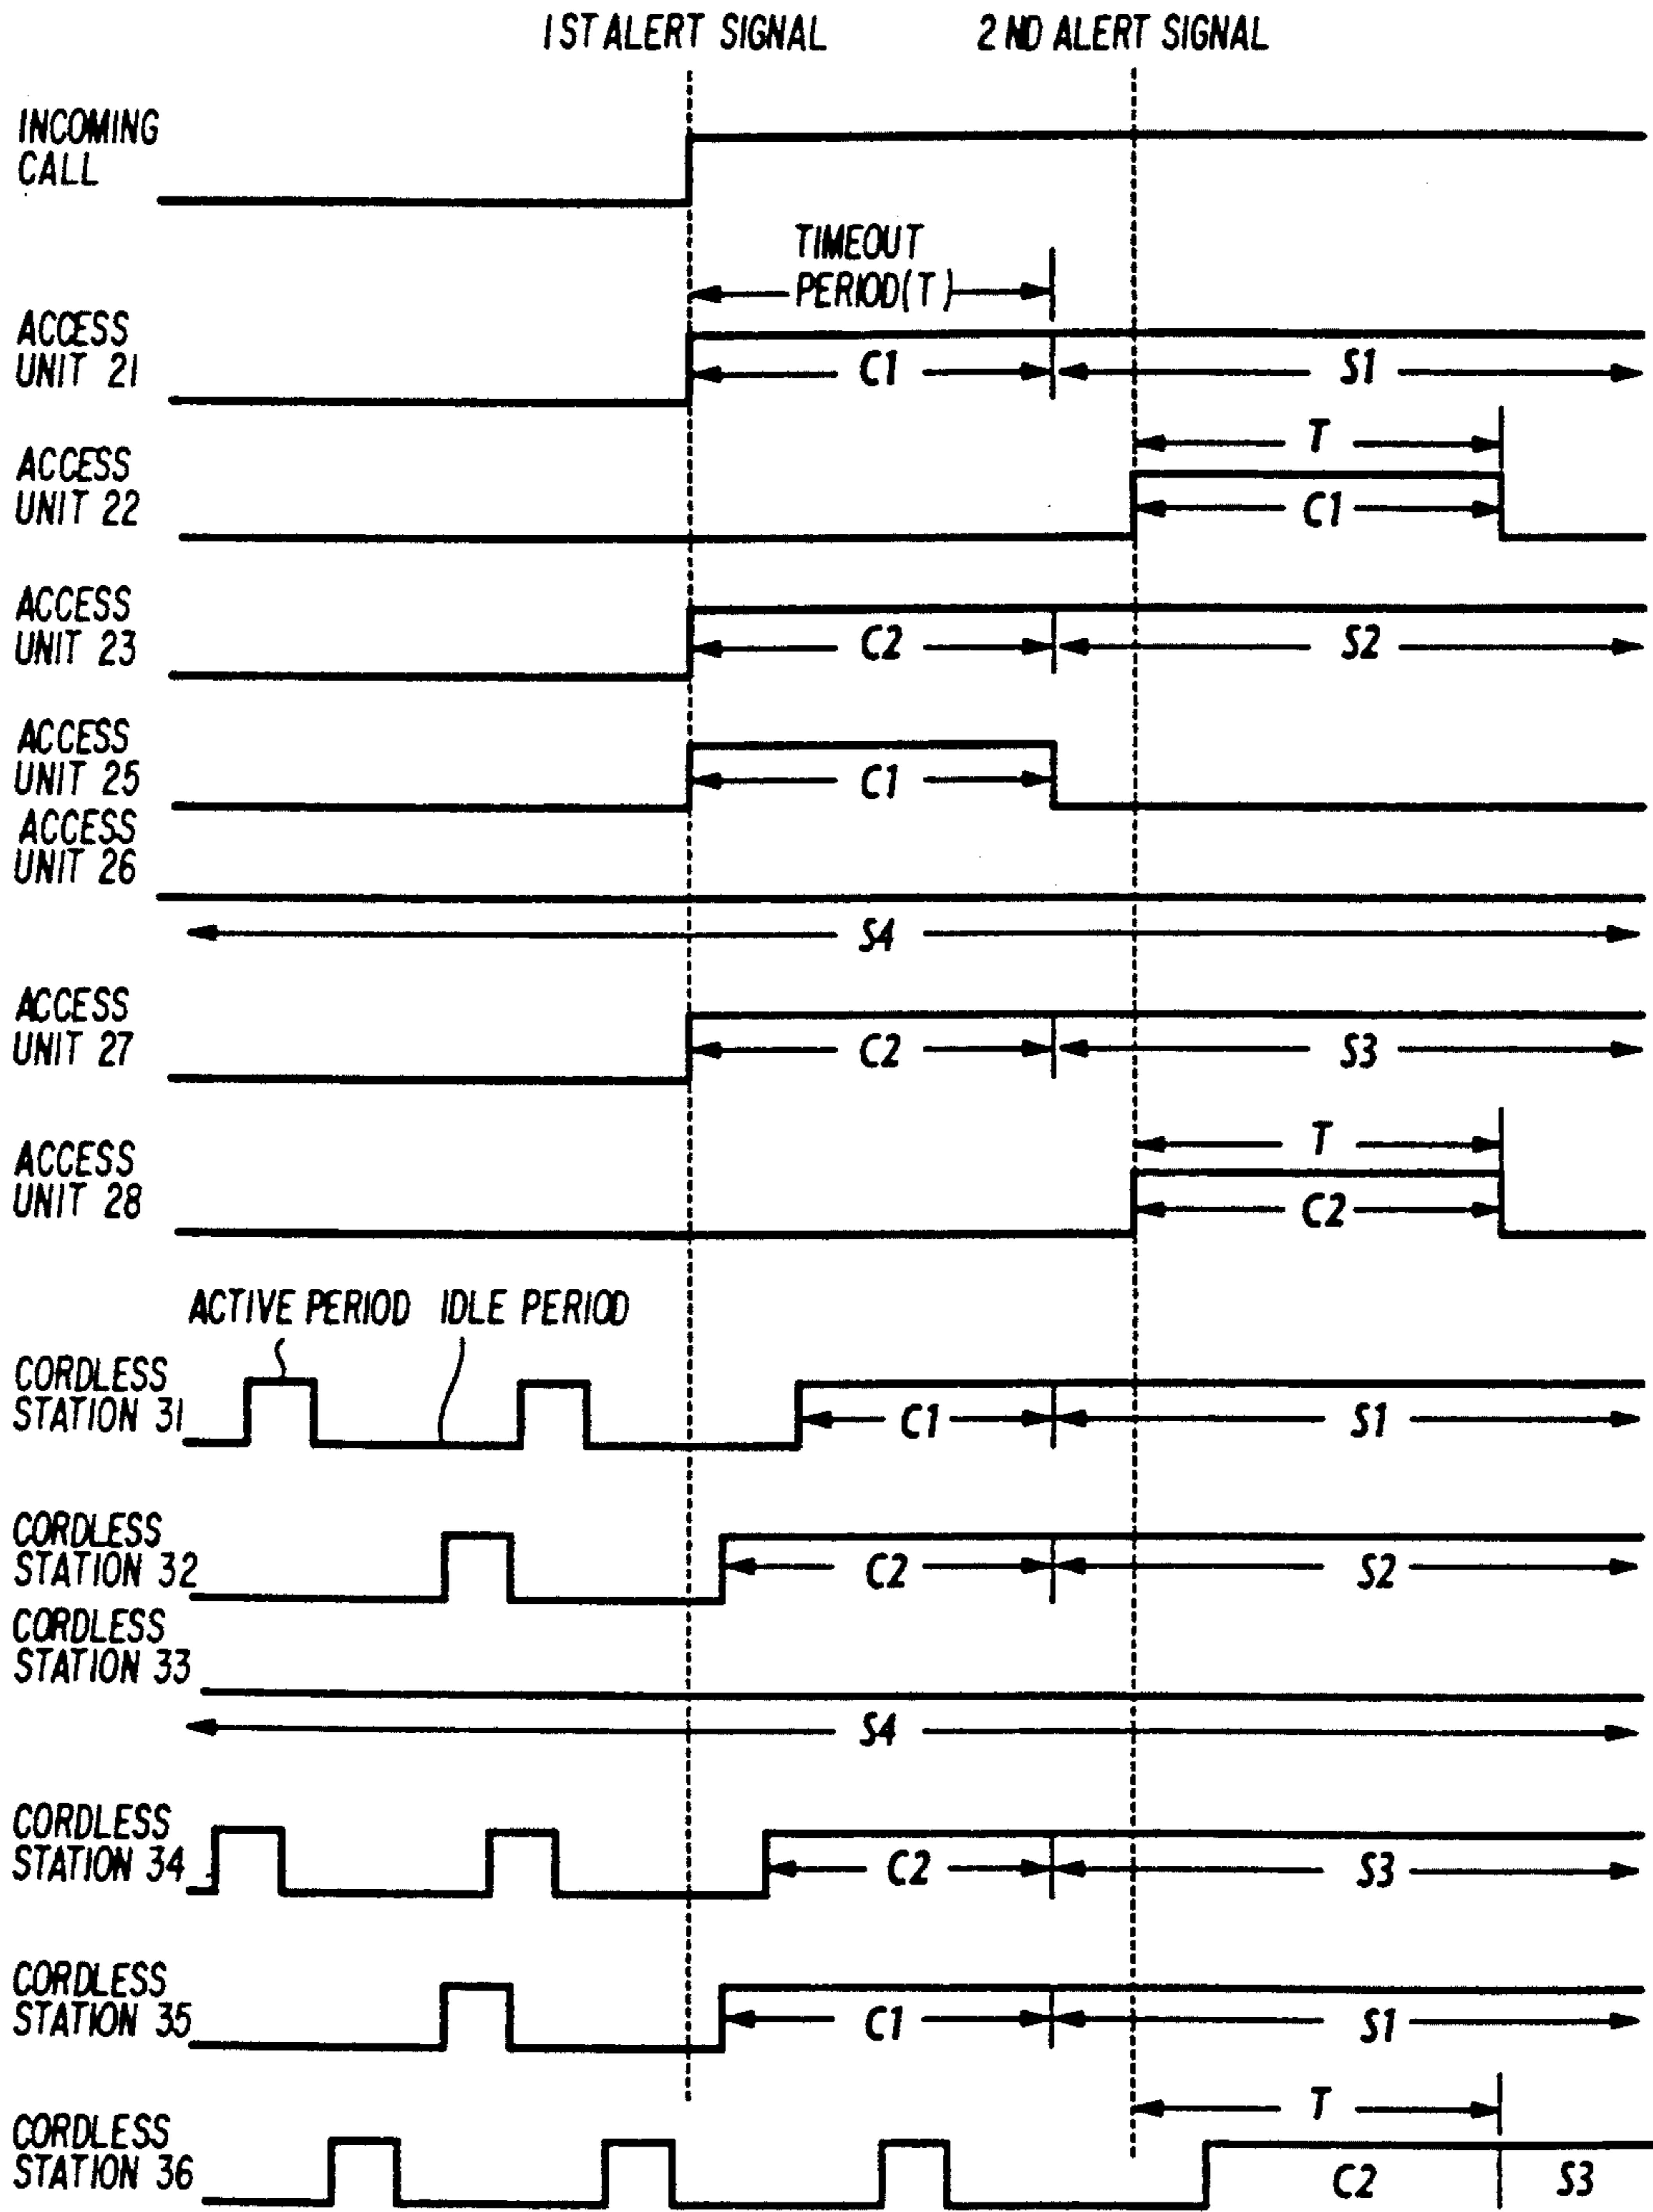 1ST ALERT SIGNAL
2 ND ALERT SIGNAL
INCOMING
CALL
TIMEOUT
PERIOD(T)
ACCESS
UNIT 21
C1
S1
T
ACCESS
UNIT 22
C1
ACCESS
UNIT 23
C2
S2
ACCESS
UNIT 25
C1
ACCESS
UNIT 26
S4
ACCESS
UNIT 27
C2
S3
T
ACCESS
UNIT 28
C2
ACTIVE PERIOD
IDLE PERIOD
CORDLESS
STATION 31
C1
S1
CORDLESS
STATION 32
C2
S2
CORDLESS
STATION 33
S4
CORDLESS
STATION 34
C2
S3
CORDLESS
STATION 35
C1
S1
T
CORDLESS
STATION 36
C2
S3